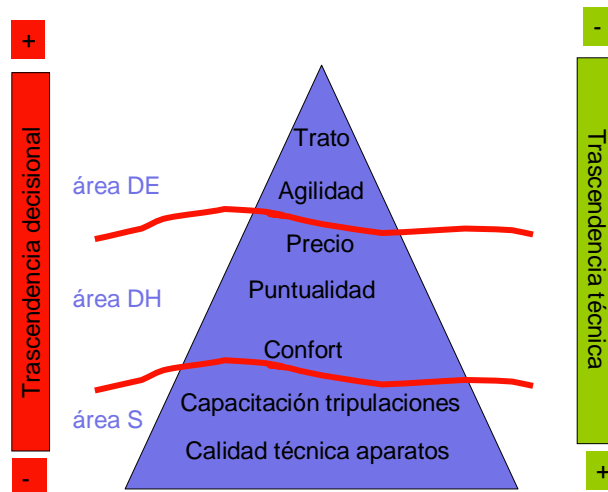 +
-
Trascendencia decisional
Trascendencia técnica
Trato
área DE
Agilidad
Precio
área DH
Puntualidad
Confort
Capacitación tripulaciones
área S
Calidad técnica aparatos
-
+